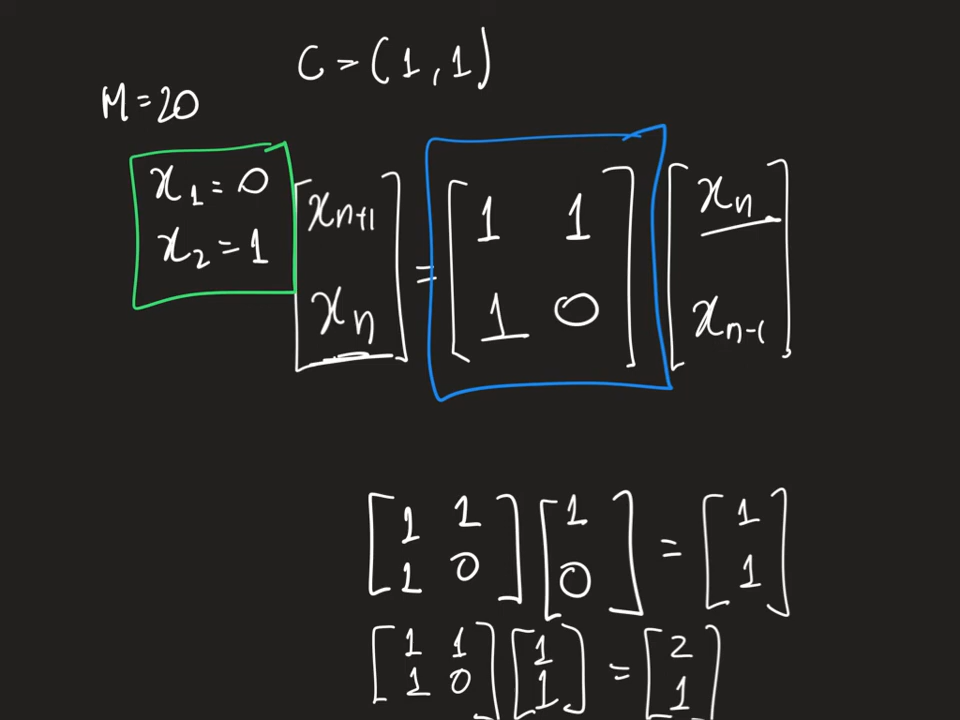 C > (1,1)
M=20
x₁ = 0
x₂ = 1
[xₙ₊₁] = [1 1] [xₙ]
[xₙ] [1 0] [xₙ₋₁]
[1 1] [1] = [1]
[1 0] [0] [1]
[1 1] [1] = [2]
[1 0] [1] [1]